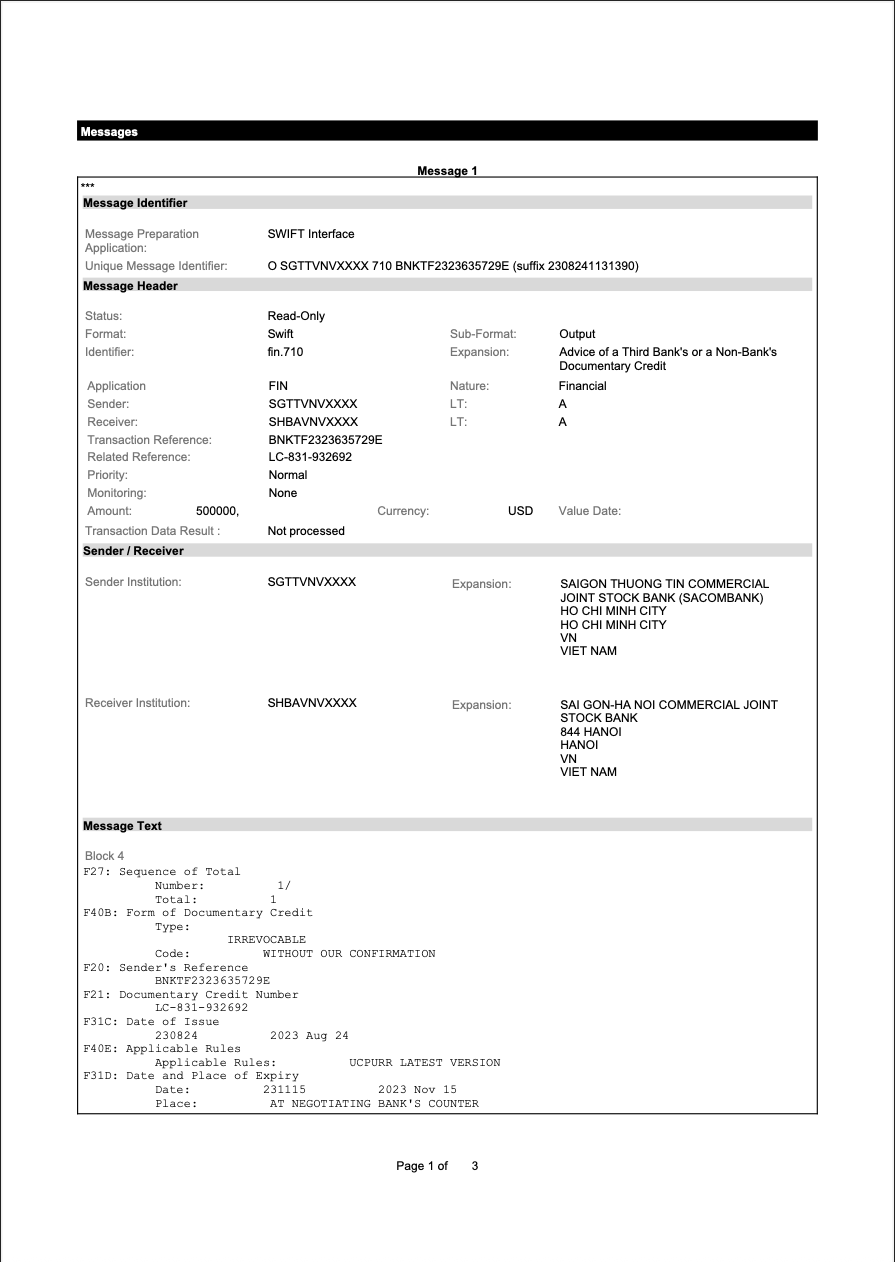 Messages
Message 1
***
Message Identifier
Message Preparation Application: SWIFT Interface
Unique Message Identifier: O SGTTVNVXXXX 710 BNKTF2323635729E (suffix 2308241131390)
Message Header
Status: Read-Only
Format: Swift Sub-Format: Output
Identifier: fin.710 Expansion: Advice of a Third Bank's or a Non-Bank's
Documentary Credit
Application FIN Nature: Financial
Sender: SGTTVNVXXXX LT: A
Receiver: SHBAVNVXXXX LT: A
Transaction Reference: BNKTF2323635729E
Related Reference: LC-831-932692
Priority: Normal
Monitoring: None
Amount: 500000, Currency: USD Value Date:
Transaction Data Result : Not processed
Sender / Receiver
Sender Institution: SGTTVNVXXXX Expansion: SAIGON THUONG TIN COMMERCIAL
JOINT STOCK BANK (SACOMBANK)
HO CHI MINH CITY
HO CHI MINH CITY
VN
VIET NAM
Receiver Institution: SHBAVNVXXXX Expansion: SAI GON-HA NOI COMMERCIAL JOINT
STOCK BANK
844 HANOI
HANOI
VN
VIET NAM
Message Text
Block 4
F27: Sequence of Total
Number: 1/
Total: 1
F40B: Form of Documentary Credit
Type:
IRREVOCABLE
Code: WITHOUT OUR CONFIRMATION
F20: Sender's Reference
BNKTF2323635729E
F21: Documentary Credit Number
LC-831-932692
F31C: Date of Issue
230824 2023 Aug 24
F40E: Applicable Rules
Applicable Rules: UCPURR LATEST VERSION
F31D: Date and Place of Expiry
Date: 231115 2023 Nov 15
Place: AT NEGOTIATING BANK'S COUNTER
Page 1 of 3